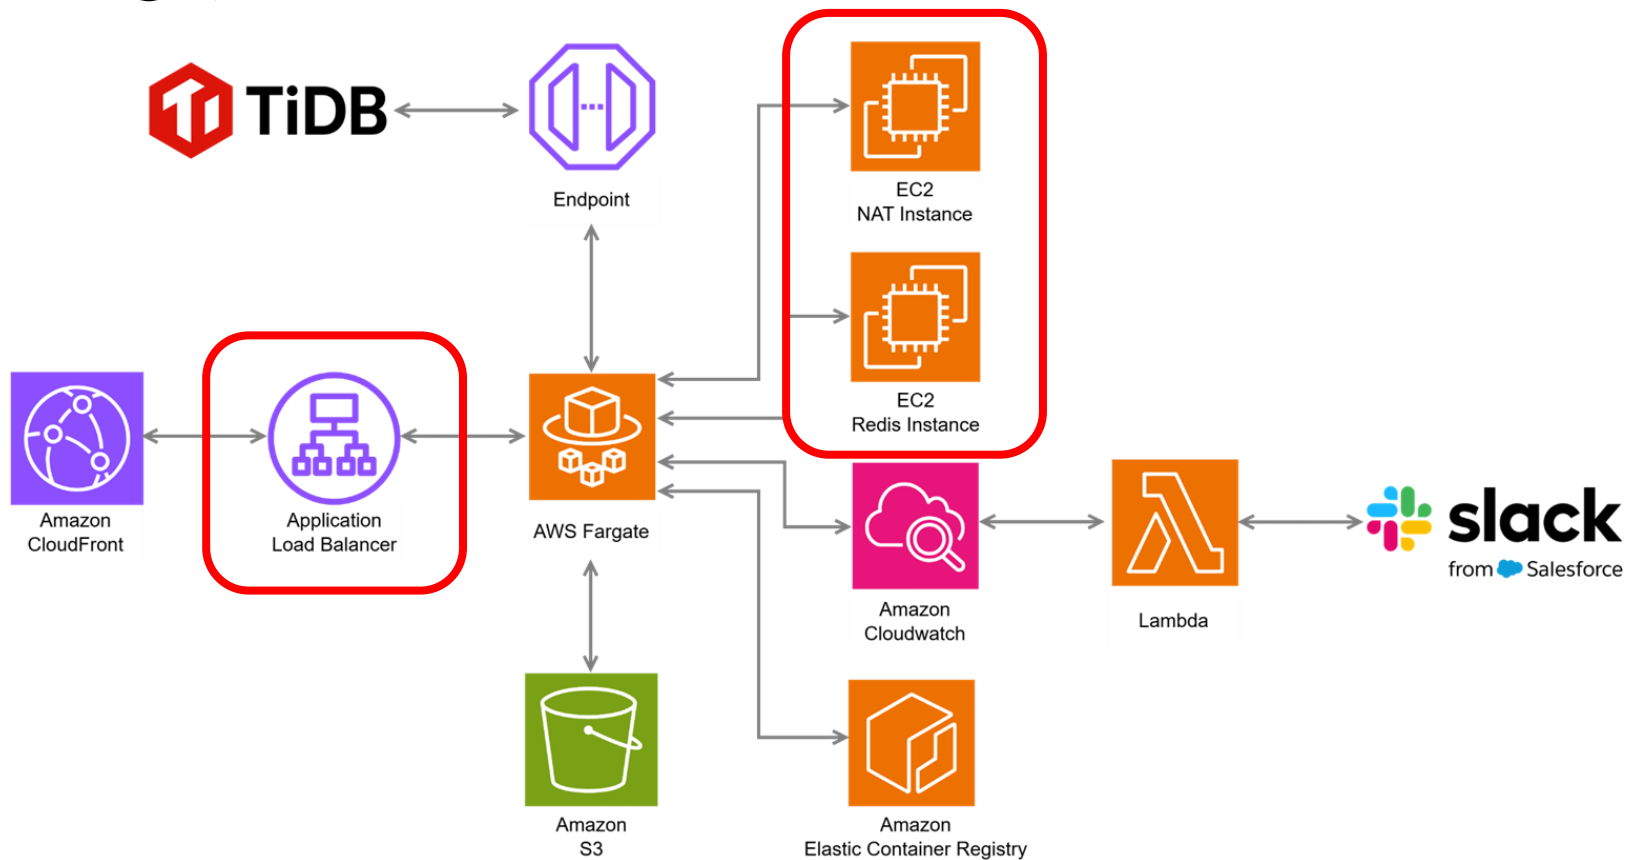 TiDB
Endpoint
EC2
NAT Instance
EC2
Redis Instance
Amazon
CloudFront
Application
Load Balancer
AWS Fargate
Amazon
Cloudwatch
Lambda
slack
from Salesforce
Amazon
S3
Amazon
Elastic Container Registry